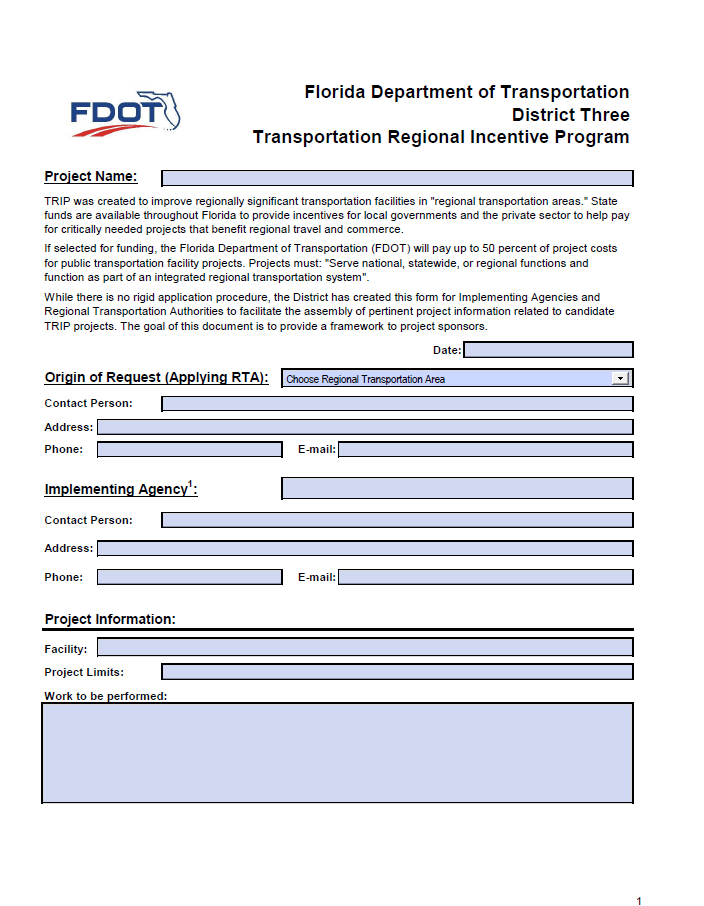 FDOT
Florida Department of Transportation
District Three
Transportation Regional Incentive Program
Project Name:
TRIP was created to improve regionally significant transportation facilities in "regional transportation areas." State
funds are available throughout Florida to provide incentives for local governments and the private sector to help pay
for critically needed projects that benefit regional travel and commerce.
If selected for funding, the Florida Department of Transportation (FDOT) will pay up to 50 percent of project costs
for public transportation facility projects. Projects must: "Serve national, statewide, or regional functions and
function as part of an integrated regional transportation system".
While there is no rigid application procedure, the District has created this form for Implementing Agencies and
Regional Transportation Authorities to facilitate the assembly of pertinent project information related to candidate
TRIP projects. The goal of this document is to provide a framework to project sponsors.
Date:
Origin of Request (Applying RTA): Choose Regional Transportation Area
Contact Person:
Address:
Phone: E-mail:
Implementing Agency1:
Contact Person:
Address:
Phone: E-mail:
Project Information:
Facility:
Project Limits:
Work to be performed:
1